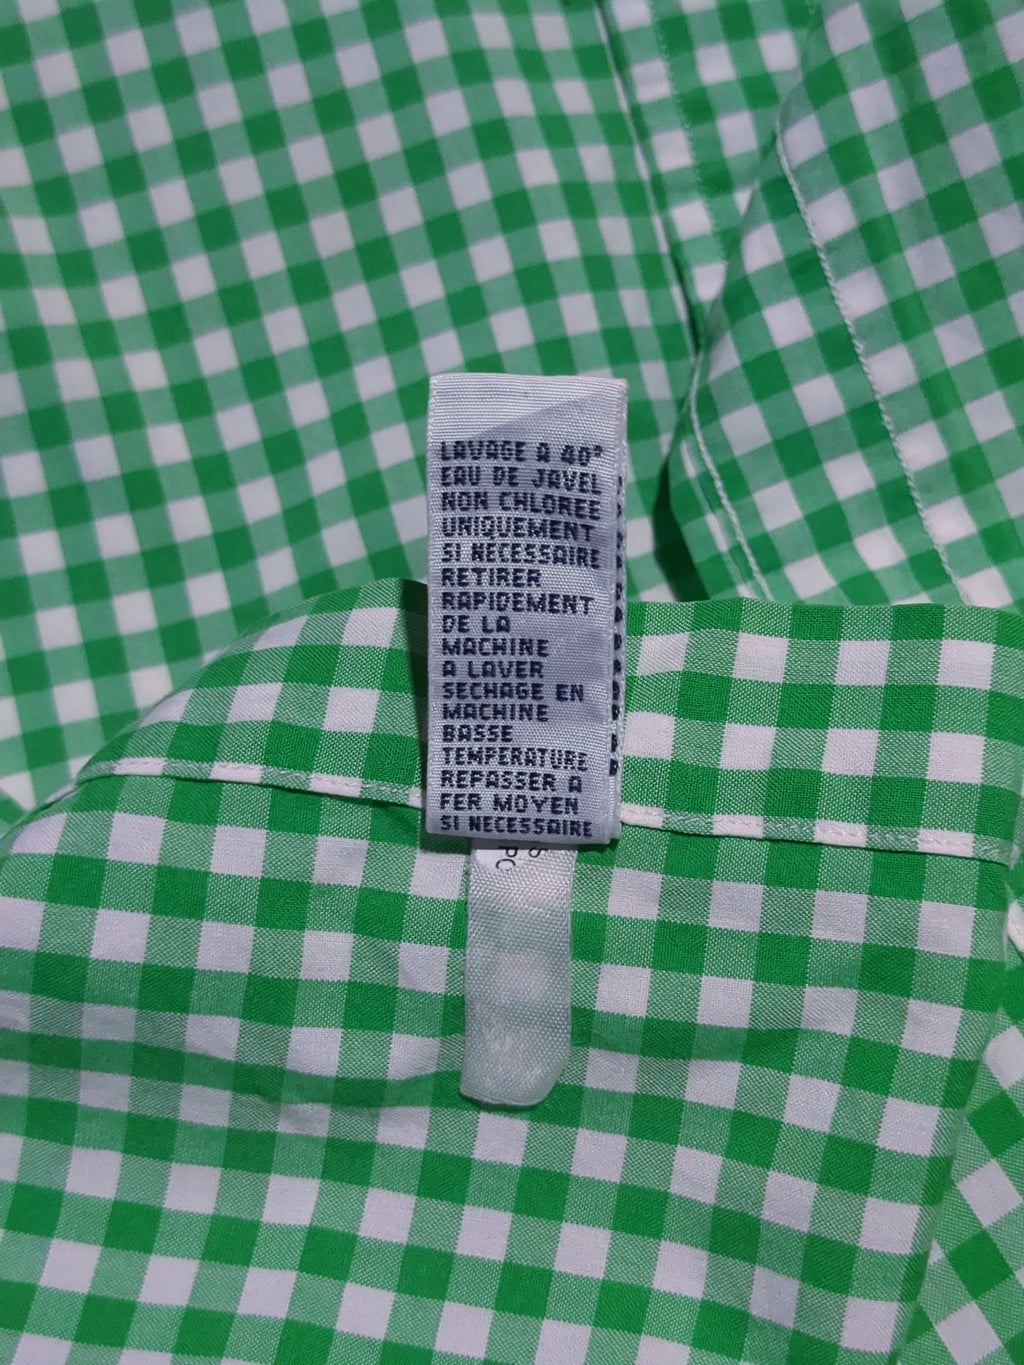 LAVAGE A 40°
EAU DE JAVEL
NON CHLOREE
UNIQUEMENT
SI NECESSAIRE
RETIRER
RAPIDEMENT
DE LA
MACHINE
A LAVER
SECHAGE EN
MACHINE
BASSE
TEMPERATURE
REPASSER A
FER MOYEN
SI NECESSAIRE
PC